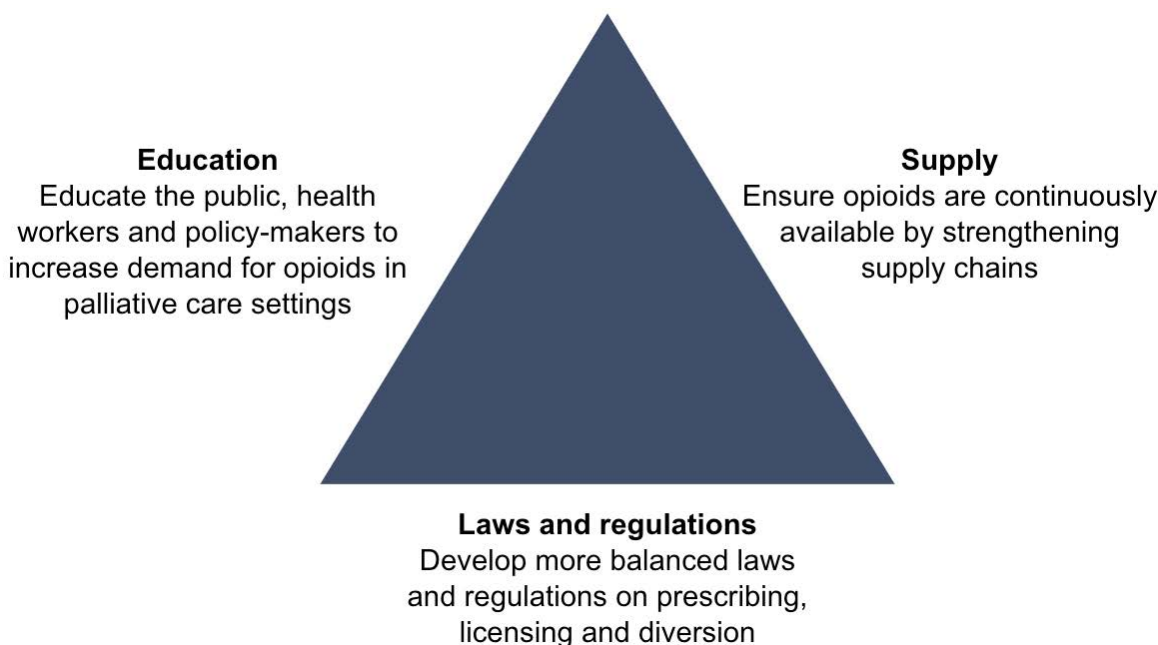 Education
Educate the public, health
workers and policy-makers to
increase demand for opioids in
palliative care settings
Supply
Ensure opioids are continuously
available by strengthening
supply chains
Laws and regulations
Develop more balanced laws
and regulations on prescribing,
licensing and diversion